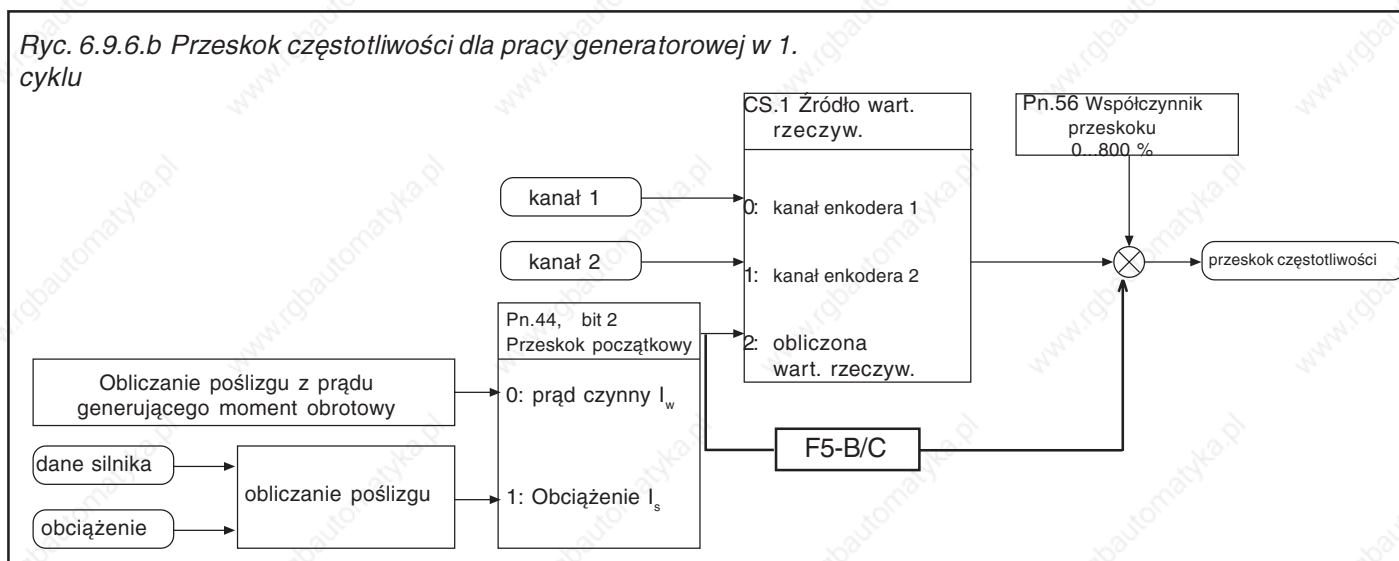 Ryc. 6.9.6.b Przeskok częstotliwości dla pracy generatorowej w 1.
cyklu
CS.1 Źródło wart.
rzeczyw.
Pn.56 Współczynnik
przeskoku
0...800 %
kanał 1
0: kanał enkodera 1
kanał 2
1: kanał enkodera 2
przeskok częstotliwości
Pn.44, bit 2
Przeskok początkowy
2: obliczona
wart. rzeczyw.
Obliczanie poślizgu z prądu
generującego moment obrotowy
0: prąd czynny Iw
F5-B/C
dane silnika
obliczanie poślizgu
1: Obciążenie Is
obciążenie
www.rgbautomatyka.pl